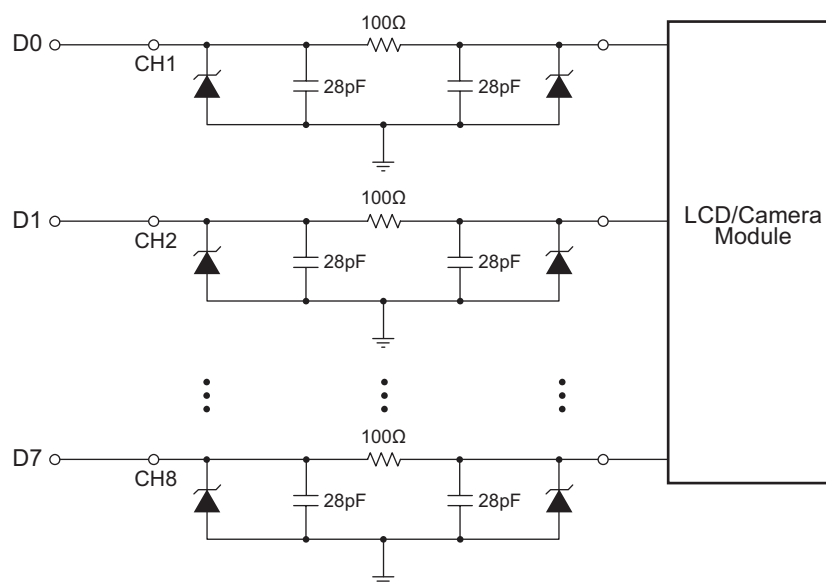 100Ω
D0
CH1
28pF
28pF
100Ω
D1
CH2
28pF
28pF
LCD/Camera
Module
100Ω
D7
CH8
28pF
28pF